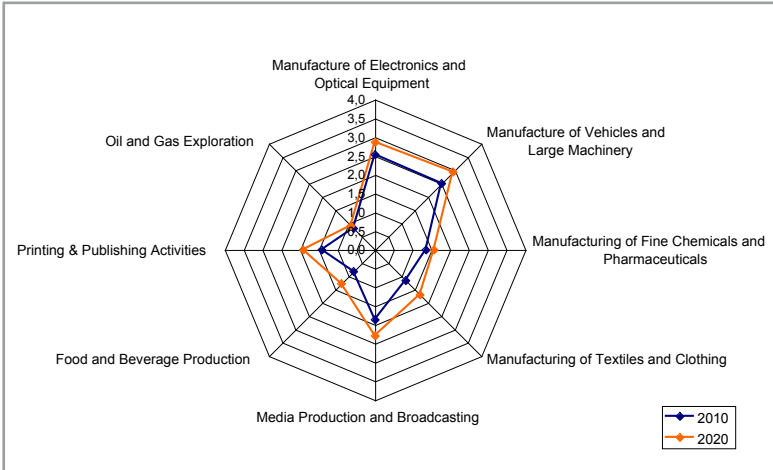 Manufacture of Electronics and
Optical Equipment
4,0
3,5
3,0
2,5
2,0
1,5
1,0
0,5
0,0
Manufacture of Vehicles and
Large Machinery
Manufacturing of Fine Chemicals and
Pharmaceuticals
Manufacturing of Textiles and Clothing
Media Production and Broadcasting
Food and Beverage Production
Printing & Publishing Activities
Oil and Gas Exploration
2010
2020